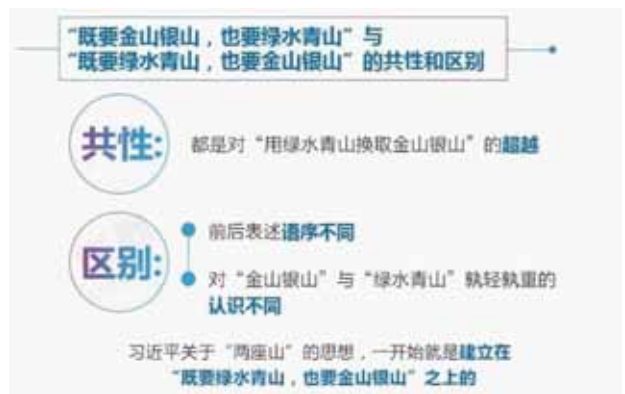 “既要金山银山，也要绿水青山”与
“既要绿水青山，也要金山银山”的共性和区别
共性:
都是对“用绿水青山换取金山银山”的超越
区别:
前后表述语序不同
对“金山银山”与“绿水青山”孰轻孰重的
认识不同
习近平关于“两座山”的思想，一开始就是建立在
“既要绿水青山，也要金山银山”之上的